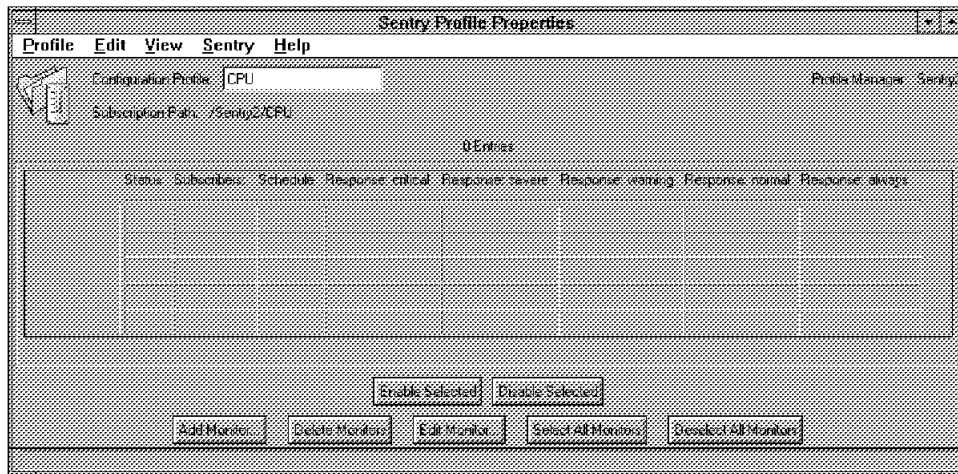 Sentry Profile Properties
Profile Edit View Sentry Help
Configuration Profile: CPU
Profile Manager: Sentry2
Subscription Path: /Sentry2/CPU
0 Entries
Status Subscribers Schedule Response: critical Response: severe Response: warning Response: normal Response: always
Enable Selected Disable Selected
Add Monitor... Delete Monitors Edit Monitor... Select All Monitors Deselect All Monitors